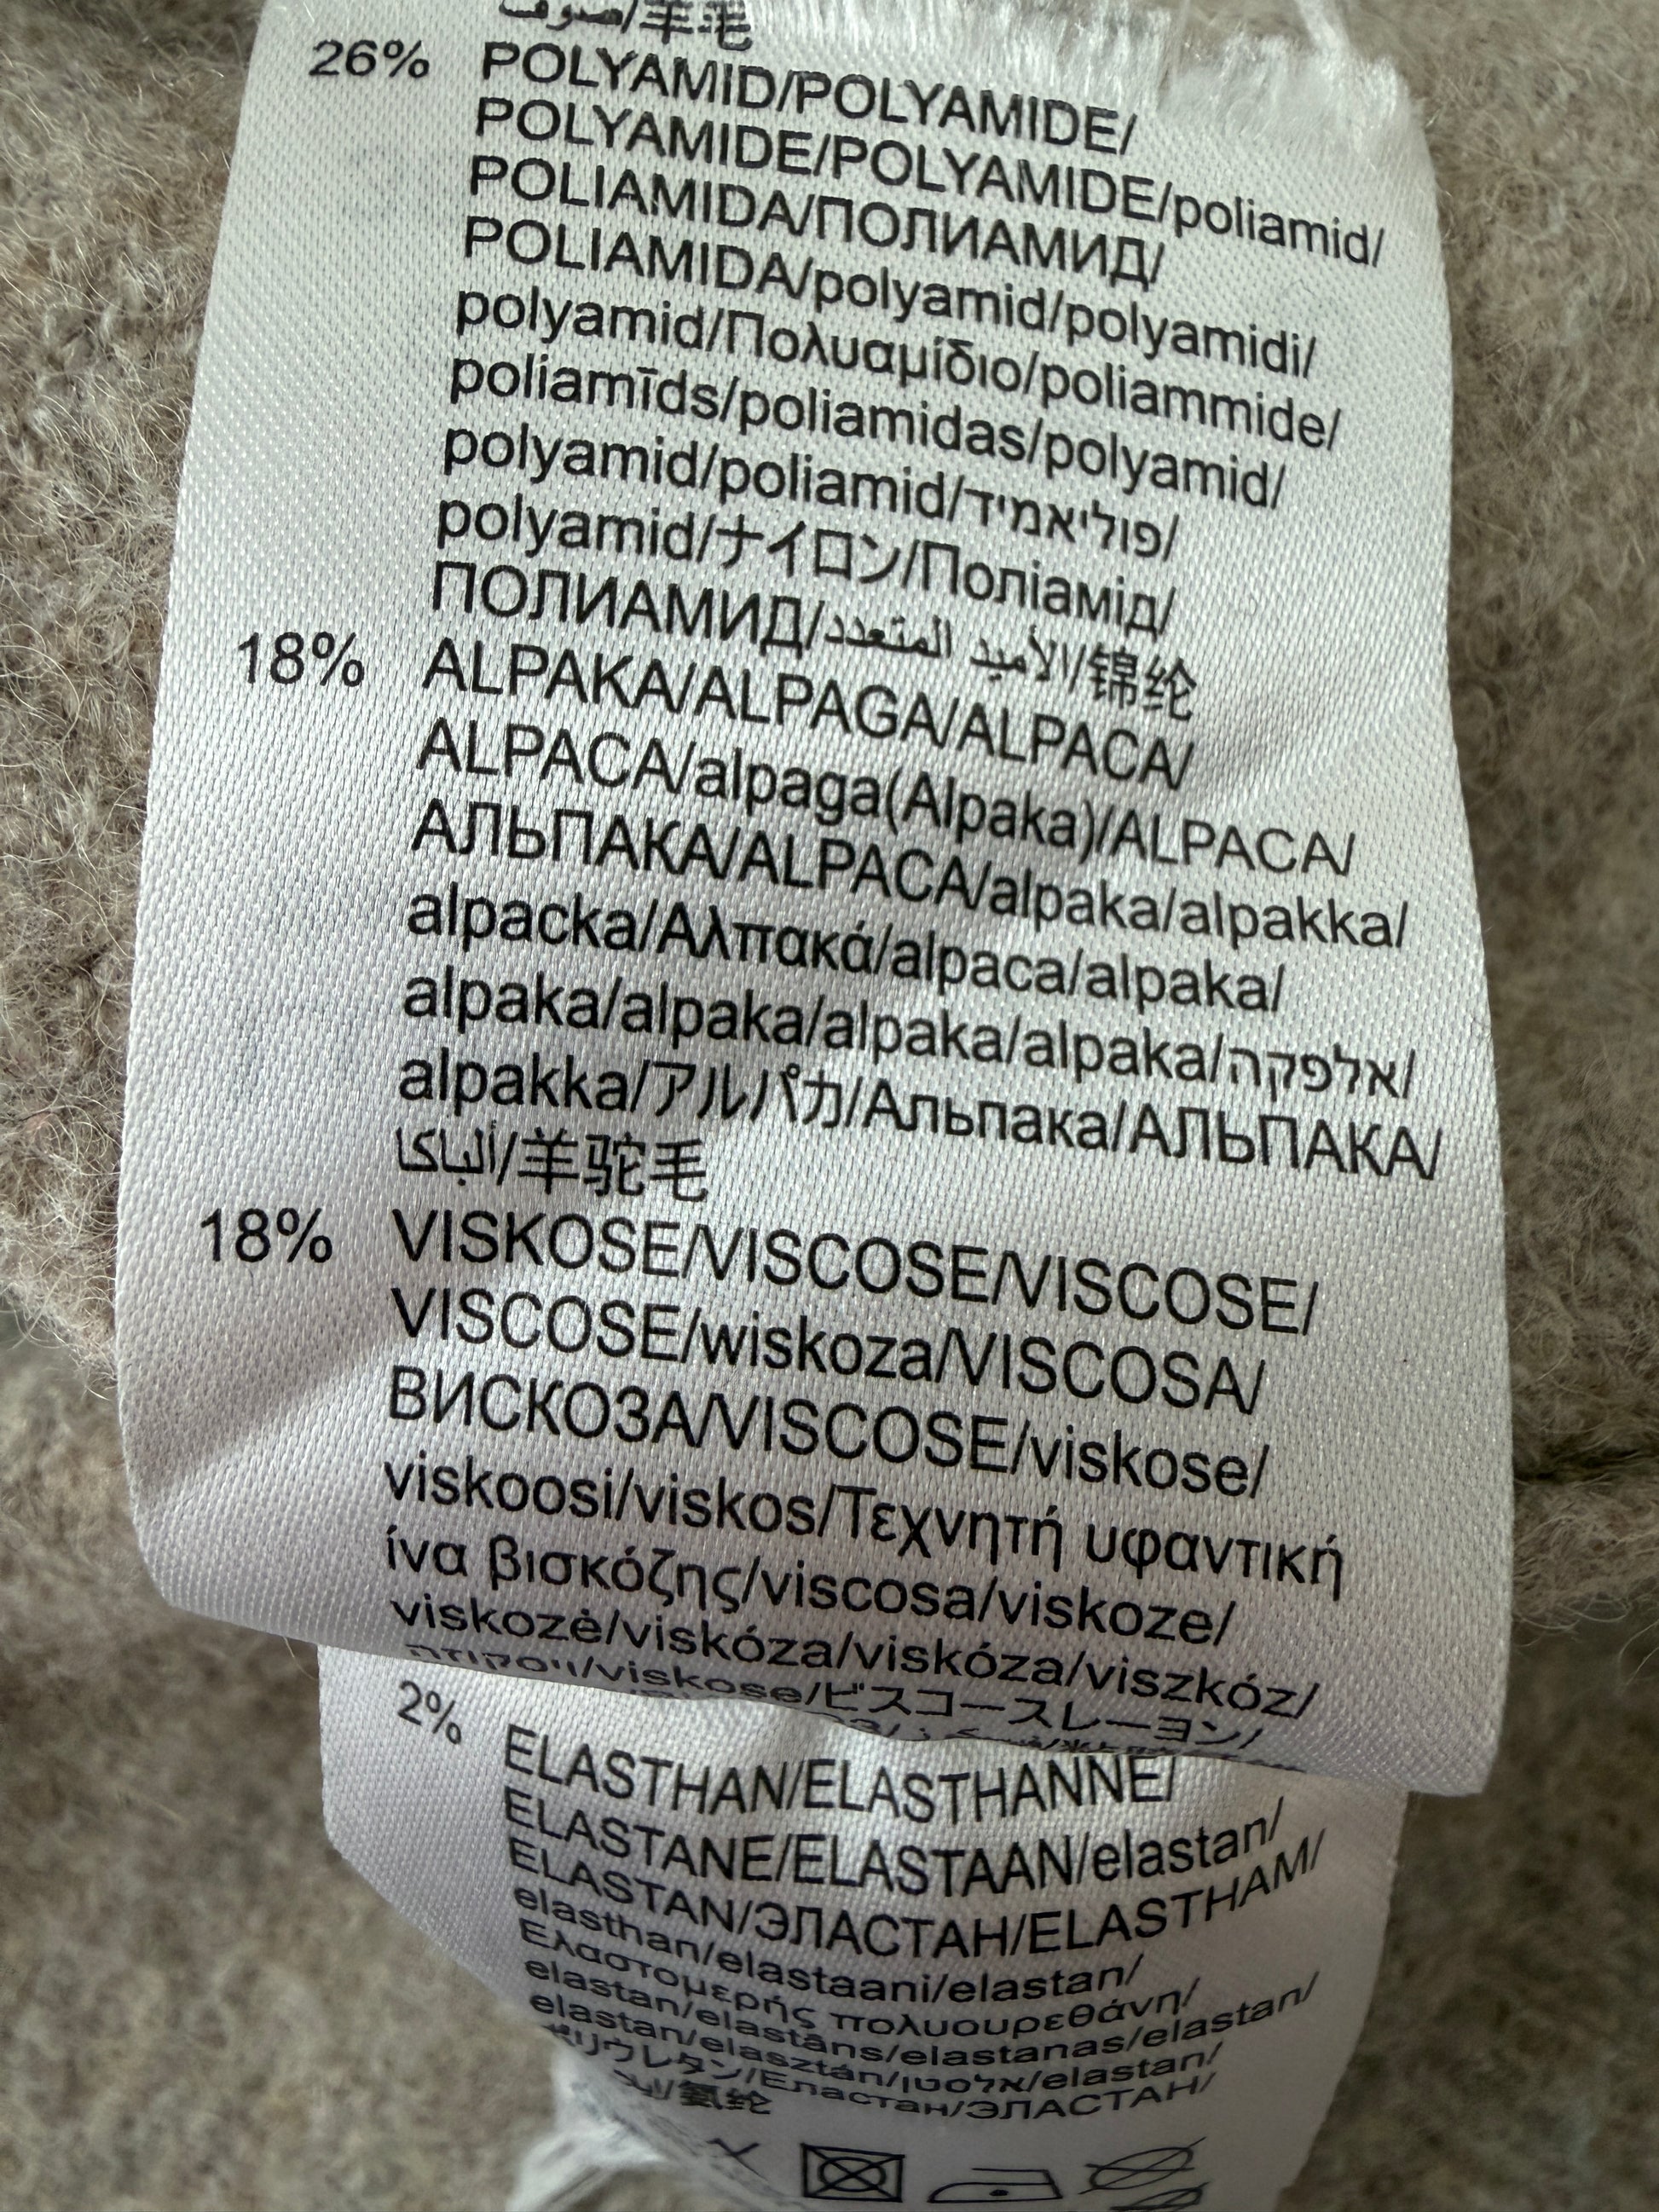 صوف/羊毛
26% POLYAMID/POLYAMIDE/
POLYAMIDE/POLYAMIDE/poliamid/
POLIAMIDA/ПОЛИАМИД/
POLIAMIDA/polyamid/polyamidi/
polyamid/Πολυαμίδιο/poliammide/
poliamīds/poliamidas/polyamid/
polyamid/poliamid/פוליאמיד/
polyamid/ナイロン/Поліамід/
ПОЛИАМИД/الأميد المتعدد/锦纶
18% ALPAKA/ALPAGA/ALPACA/
ALPACA/alpaga(Alpaka)/ALPACA/
АЛЬПАКА/ALPACA/alpaka/alpakka/
alpacka/Αλπακά/alpaca/alpaka/
alpaka/alpaka/alpaka/alpaka/אלפקה/
alpakka/アルパカ/Альпака/АЛЬПАКА/
ألباكا/羊驼毛
18% VISKOSE/VISCOSE/VISCOSE/
VISCOSE/wiskoza/VISCOSA/
ВИСКОЗА/VISCOSE/viskose/
viskoosi/viskos/Τεχνητή υφαντική
ίνα βισκόζης/viscosa/viskoze/
viskozė/viskóza/viskóza/viszkóz/
ויסקוזה/viskose/ビスコースレーヨン/
2% ELASTHAN/ELASTHANNE/
ELASTANE/ELASTAAN/elastan/
ELASTAN/ЭЛАСТАН/ELASTHAM/
elasthan/elastaani/elastan/
Ελαστομερής πολυουρεθάνη/
elastan/elastāns/elastanas/elastan/
elastan/elasztán/אלסטן/elastan/
ポリウレタン/Еластан/ЭЛАСТАН/
氨纶